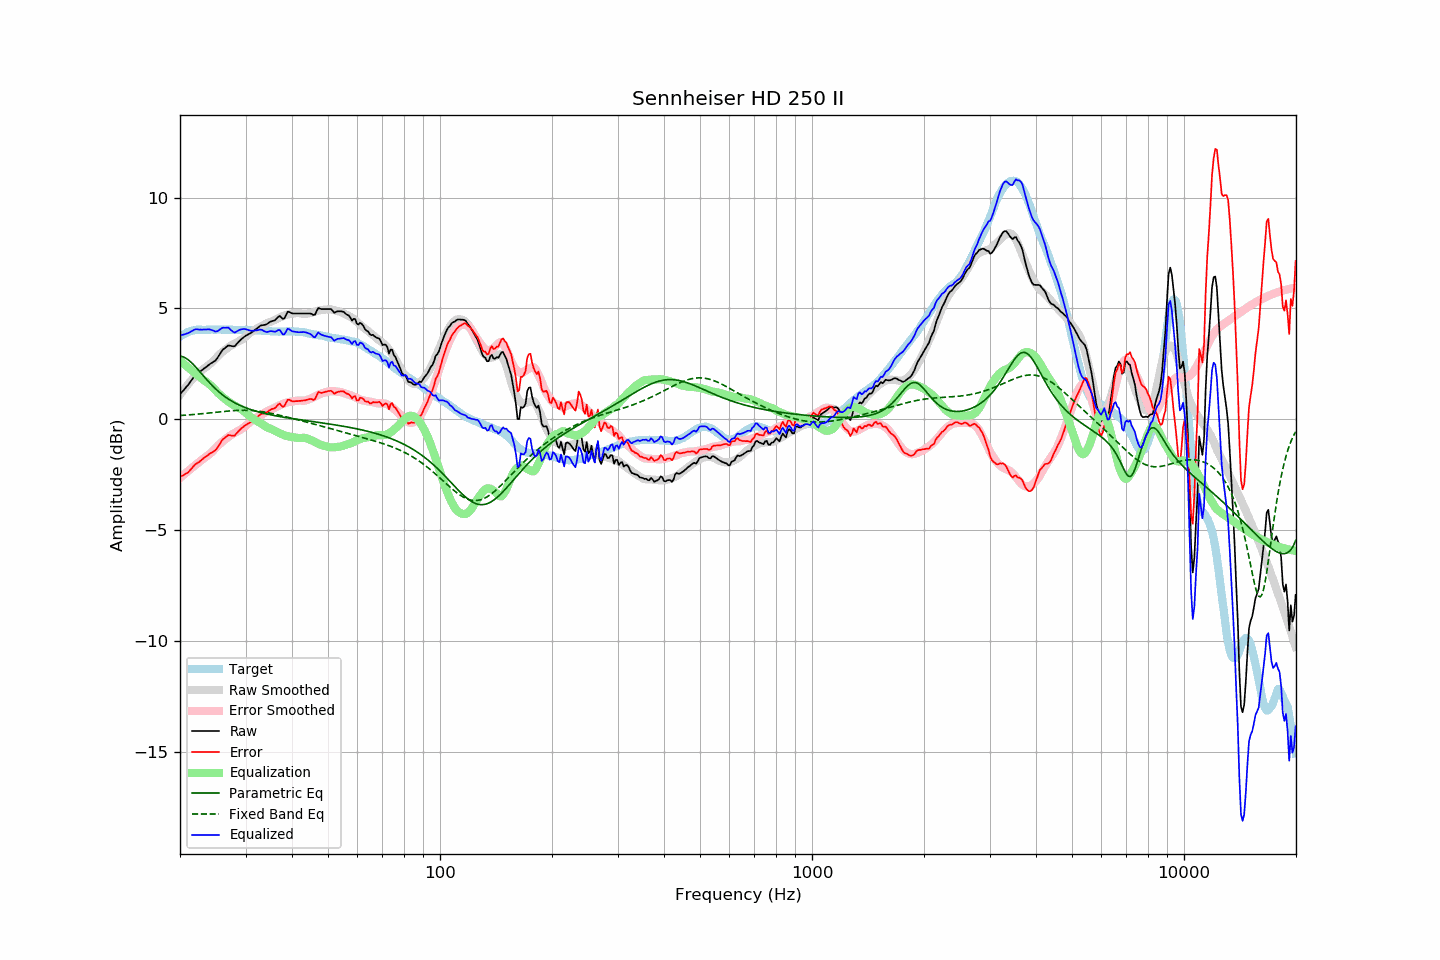 Sennheiser HD 250 II
Amplitude (dBr)
10
5
0
−5
−10
−15
Target
Raw Smoothed
Error Smoothed
Raw
Error
Equalization
Parametric Eq
Fixed Band Eq
Equalized
100
1000
10000
Frequency (Hz)